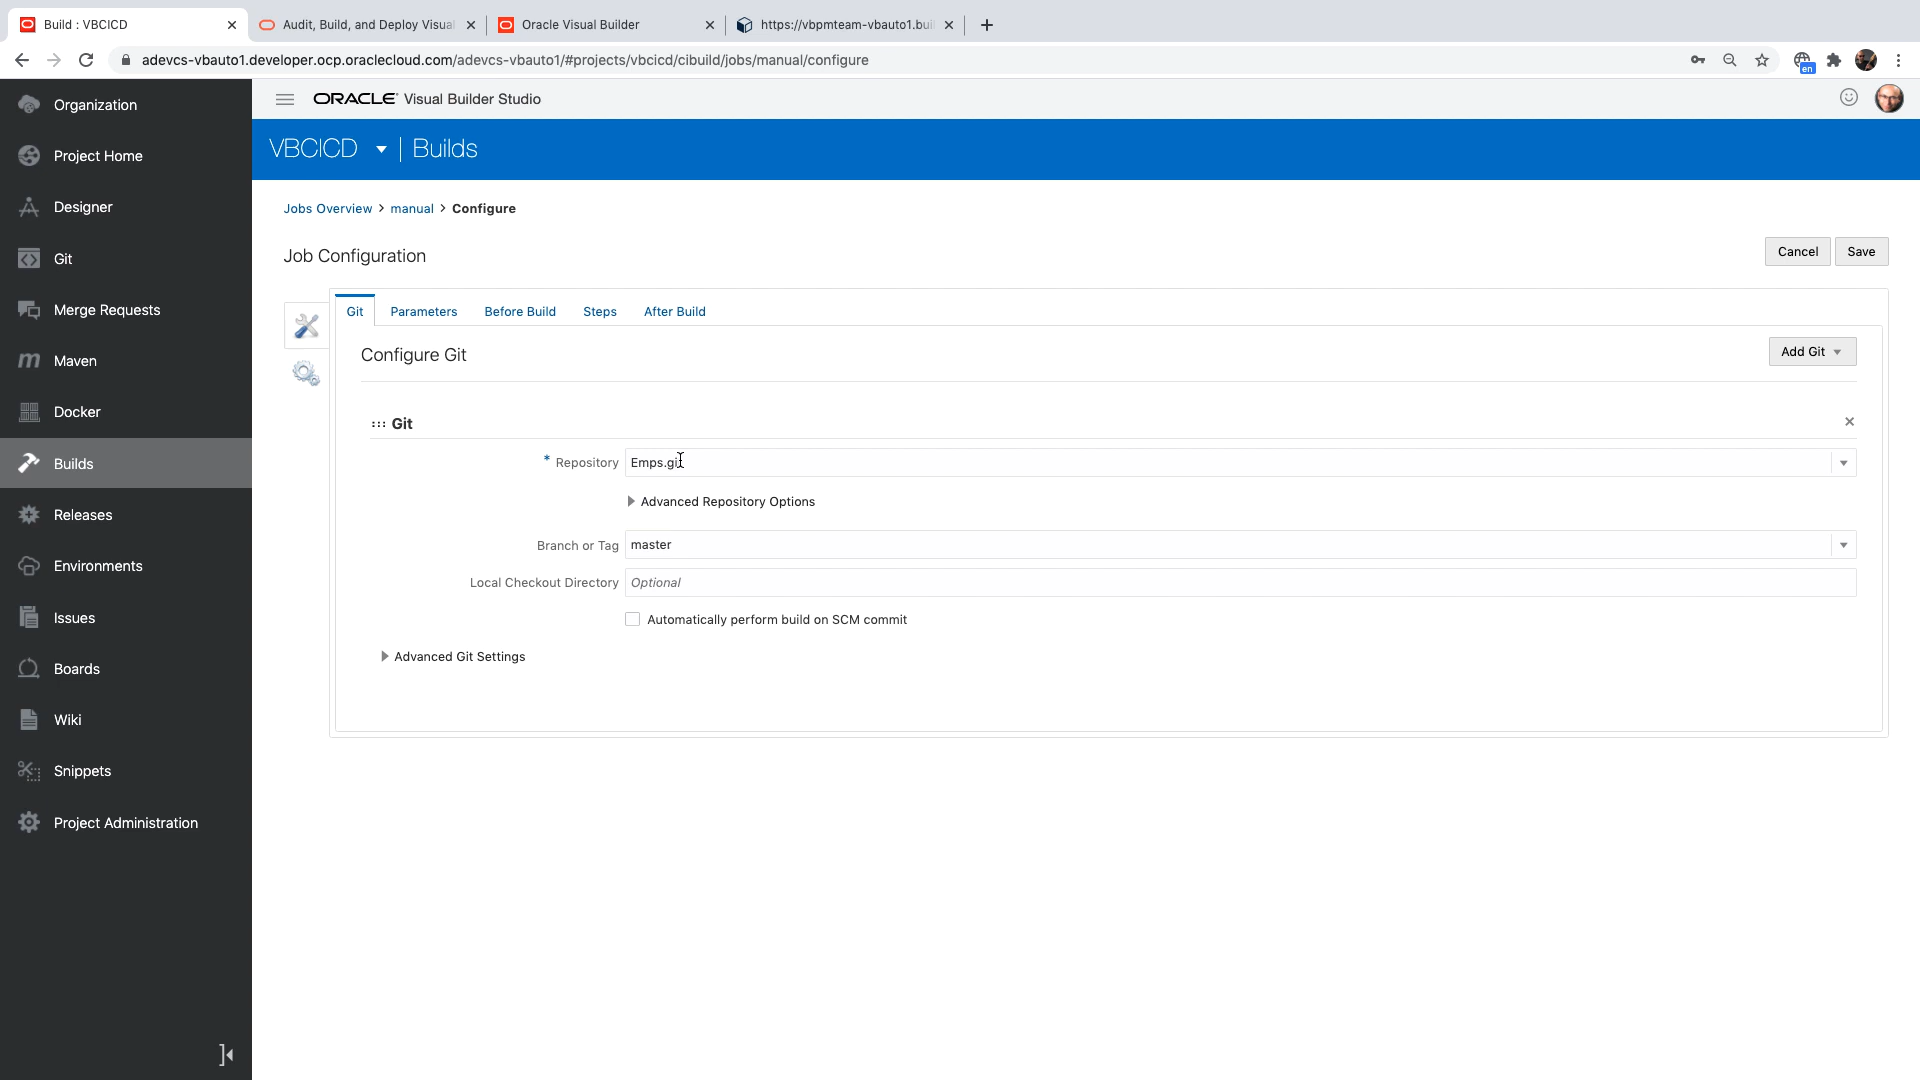 Build : VBCICD
Audit, Build, and Deploy Visual
Oracle Visual Builder
https://vbpmteam-vbauto1.bui
adevcs-vbauto1.developer.ocp.oraclecloud.com/adevcs-vbauto1/#projects/vbcicd/cibuild/jobs/manual/configure
en
Organization
Project Home
Designer
Git
Merge Requests
Maven
Docker
Builds
Releases
Environments
Issues
Boards
Wiki
Snippets
Project Administration
ORACLE® Visual Builder Studio
VBCICD | Builds
Jobs Overview > manual > Configure
Job Configuration
Cancel
Save
Git
Parameters
Before Build
Steps
After Build
Configure Git
Add Git
Git
* Repository
Emps.git
Advanced Repository Options
Branch or Tag
master
Local Checkout Directory
Optional
Automatically perform build on SCM commit
Advanced Git Settings